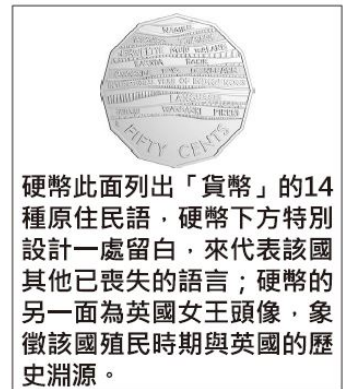 FIFTY CENTS
硬幣此面列出「貨幣」的14
種原住民語，硬幣下方特別
設計一處留白，來代表該國
其他已喪失的語言；硬幣的
另一面為英國女王頭像，象
徵該國殖民時期與英國的歷
史淵源。